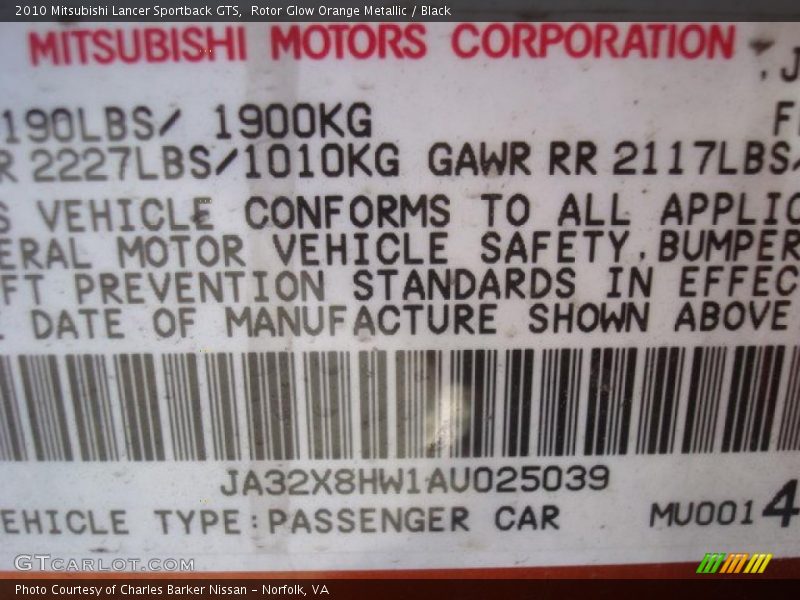 2010 Mitsubishi Lancer Sportback GTS,  Rotor Glow Orange Metallic / Black
MITSUBISHI MOTORS CORPORATION
190LBS/ 1900KG
R 2227LBS/1010KG GAWR RR 2117LBS/
S VEHICLE CONFORMS TO ALL APPLIC
ERAL MOTOR VEHICLE SAFETY, BUMPER
FT PREVENTION STANDARDS IN EFFEC
DATE OF MANUFACTURE SHOWN ABOVE
JA32X8HW1AU025039
EHICLE TYPE:PASSENGER CAR MU001 4
GTCARLOT.COM
Photo Courtesy of Charles Barker Nissan - Norfolk, VA